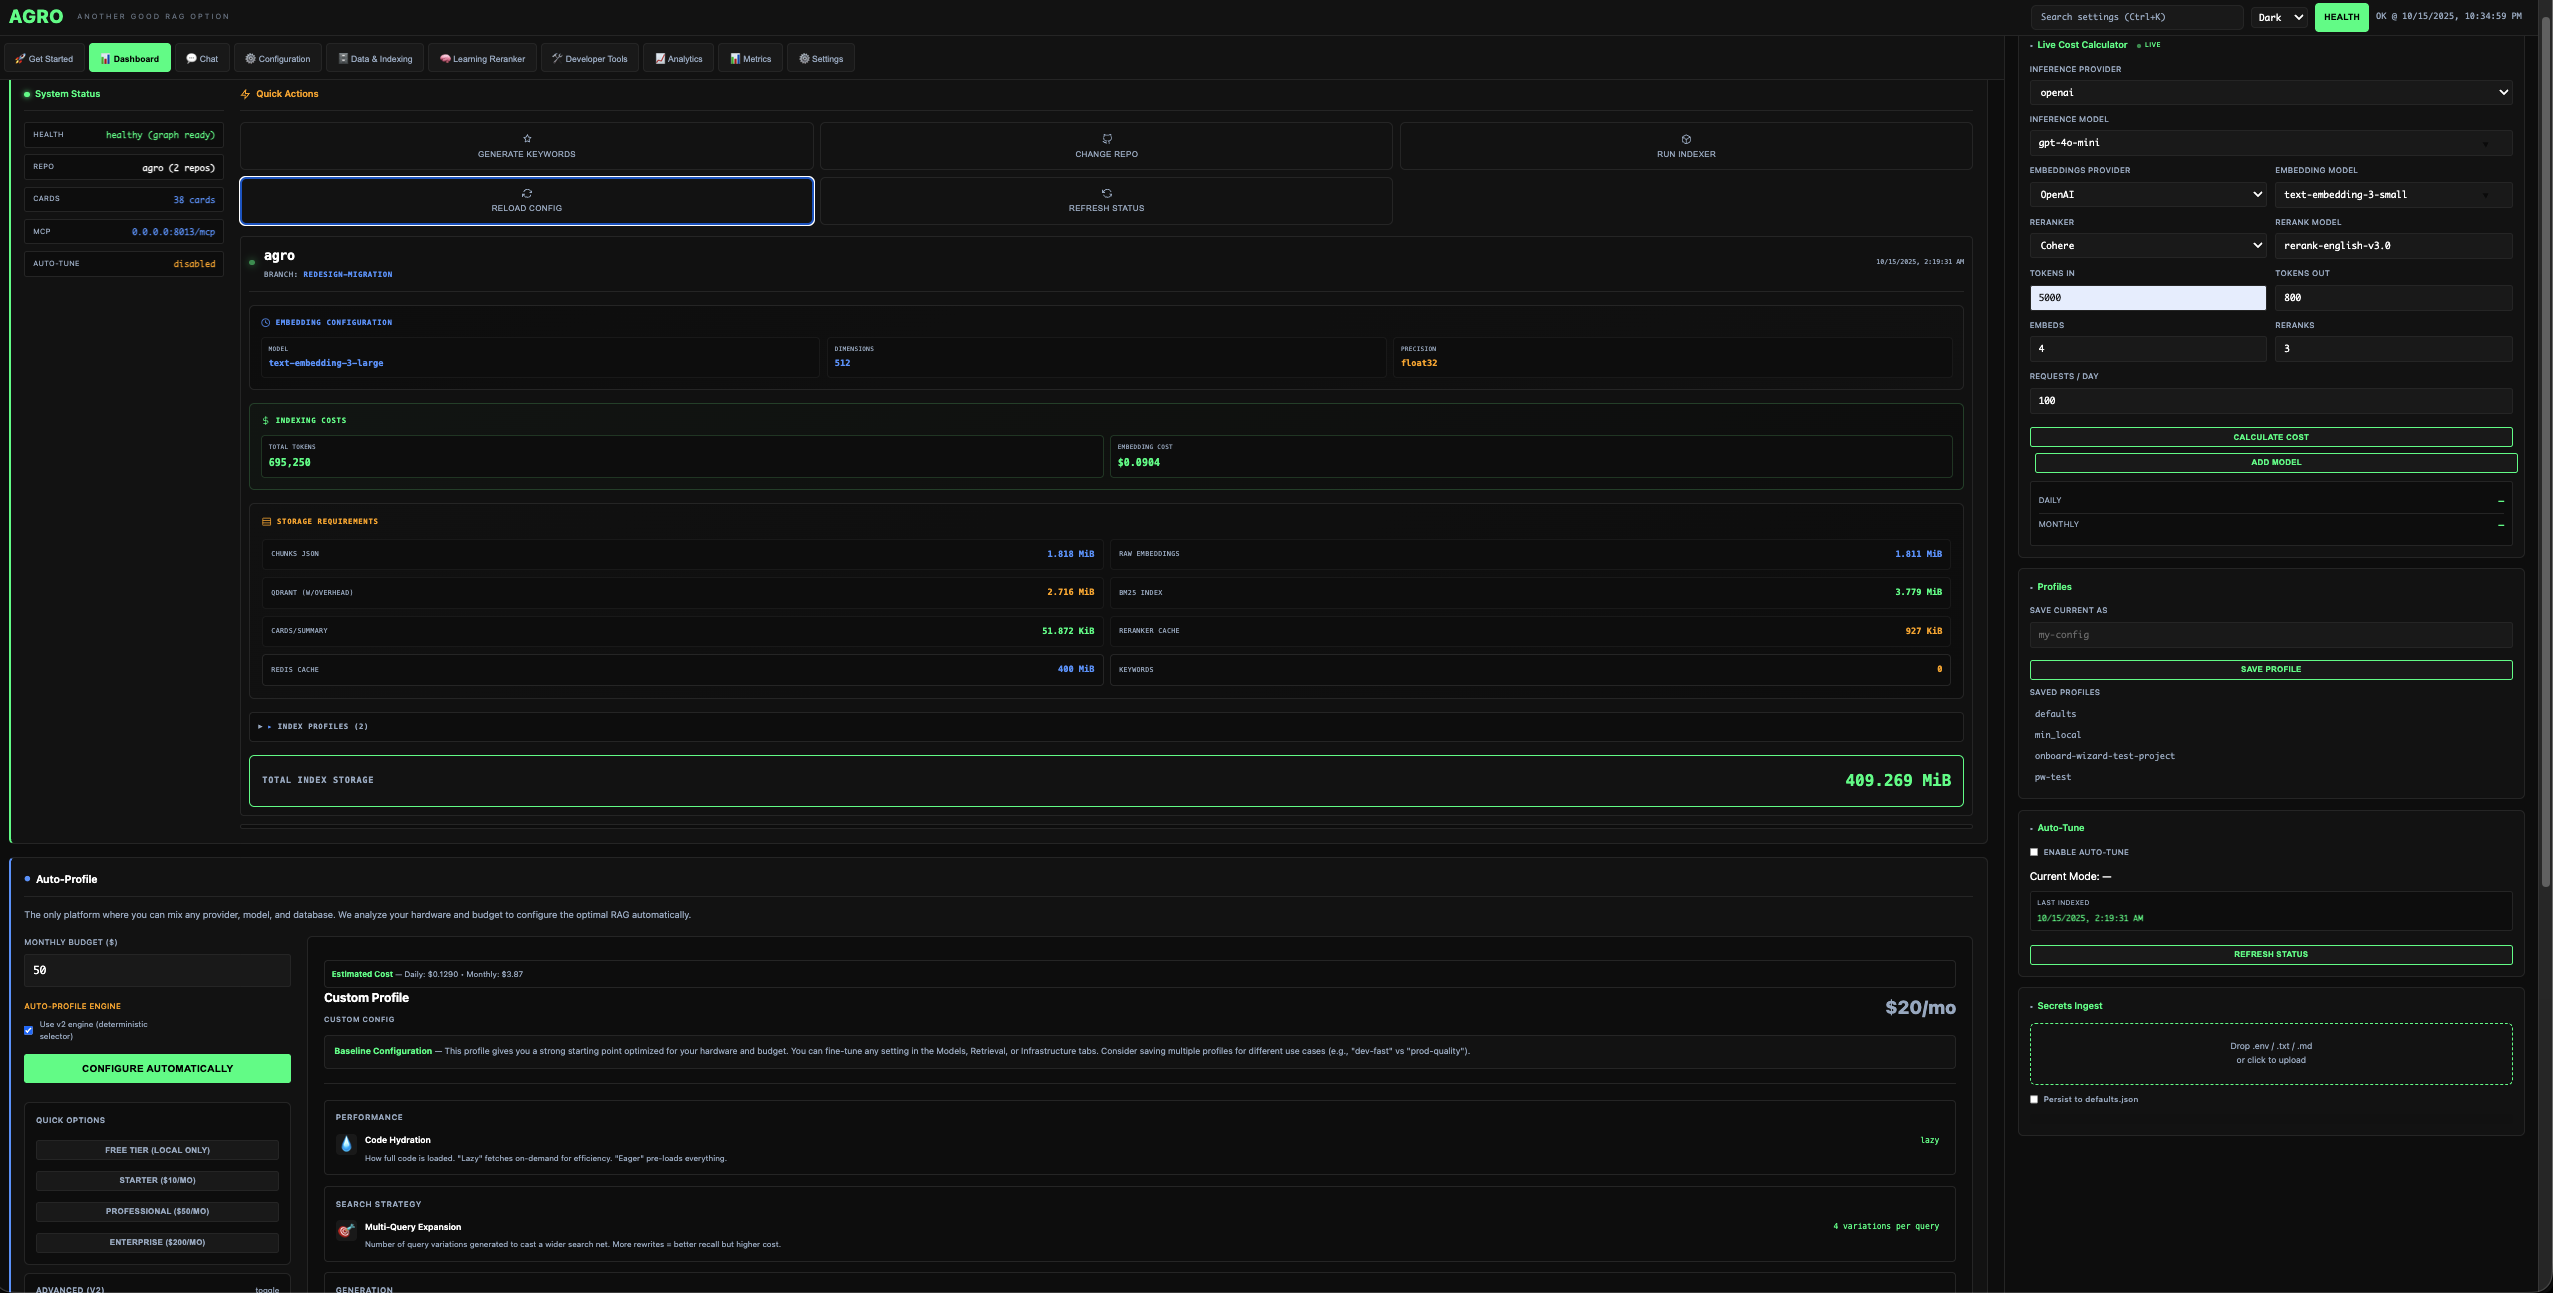 AGRO ANOTHER GOOD RAG OPTION
Search settings (Ctrl+K)
Dark
HEALTH
OK @ 10/15/2025, 10:34:59 PM
🚀 Get Started
📊 Dashboard
💬 Chat
⚙️ Configuration
🗄️ Data & Indexing
🧠 Learning Reranker
🛠️ Developer Tools
📈 Analytics
📊 Metrics
⚙️ Settings
System Status
HEALTH healthy (graph ready)
REPO agro (2 repos)
CARDS 38 cards
MCP 0.0.0.0:8013/mcp
AUTO-TUNE disabled
Quick Actions
GENERATE KEYWORDS
CHANGE REPO
RUN INDEXER
RELOAD CONFIG
REFRESH STATUS
agro
BRANCH: REDESIGN-MIGRATION
10/15/2025, 2:19:31 AM
EMBEDDING CONFIGURATION
MODEL
text-embedding-3-large
DIMENSIONS
512
PRECISION
float32
INDEXING COSTS
TOTAL TOKENS
695,250
EMBEDDING COST
$0.0904
STORAGE REQUIREMENTS
CHUNKS JSON 1.818 MiB
RAW EMBEDDINGS 1.811 MiB
QDRANT (W/OVERHEAD) 2.716 MiB
BM25 INDEX 3.779 MiB
CARDS/SUMMARY 51.872 KiB
RERANKER CACHE 927 KiB
REDIS CACHE 400 MiB
KEYWORDS 0
INDEX PROFILES (2)
TOTAL INDEX STORAGE 409.269 MiB
Auto-Profile
The only platform where you can mix any provider, model, and database. We analyze your hardware and budget to configure the optimal RAG automatically.
MONTHLY BUDGET ($)
50
AUTO-PROFILE ENGINE
Use v2 engine (deterministic
selector)
CONFIGURE AUTOMATICALLY
QUICK OPTIONS
FREE TIER (LOCAL ONLY)
STARTER ($10/MO)
PROFESSIONAL ($50/MO)
ENTERPRISE ($200/MO)
ADVANCED (V2) toggle
Estimated Cost — Daily: $0.1290 • Monthly: $3.87
Custom Profile
$20/mo
CUSTOM CONFIG
Baseline Configuration — This profile gives you a strong starting point optimized for your hardware and budget. You can fine-tune any setting in the Models, Retrieval, or Infrastructure tabs. Consider saving multiple profiles for different use cases (e.g., "dev-fast" vs "prod-quality").
PERFORMANCE
Code Hydration lazy
How full code is loaded. "Lazy" fetches on-demand for efficiency. "Eager" pre-loads everything.
SEARCH STRATEGY
Multi-Query Expansion 4 variations per query
Number of query variations generated to cast a wider search net. More rewrites = better recall but higher cost.
GENERATION
Live Cost Calculator LIVE
INFERENCE PROVIDER
openai
INFERENCE MODEL
gpt-4o-mini
EMBEDDINGS PROVIDER
OpenAI
EMBEDDING MODEL
text-embedding-3-small
RERANKER
Cohere
RERANK MODEL
rerank-english-v3.0
TOKENS IN
5000
TOKENS OUT
800
EMBEDS
4
RERANKS
3
REQUESTS / DAY
100
CALCULATE COST
ADD MODEL
DAILY —
MONTHLY —
Profiles
SAVE CURRENT AS
my-config
SAVE PROFILE
SAVED PROFILES
defaults
min_local
onboard-wizard-test-project
pw-test
Auto-Tune
ENABLE AUTO-TUNE
Current Mode: —
LAST INDEXED
10/15/2025, 2:19:31 AM
REFRESH STATUS
Secrets Ingest
Drop .env / .txt / .md
or click to upload
Persist to defaults.json